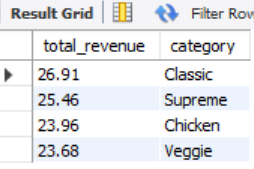 Result Grid Filter Row
total_revenue category
26.91 Classic
25.46 Supreme
23.96 Chicken
23.68 Veggie